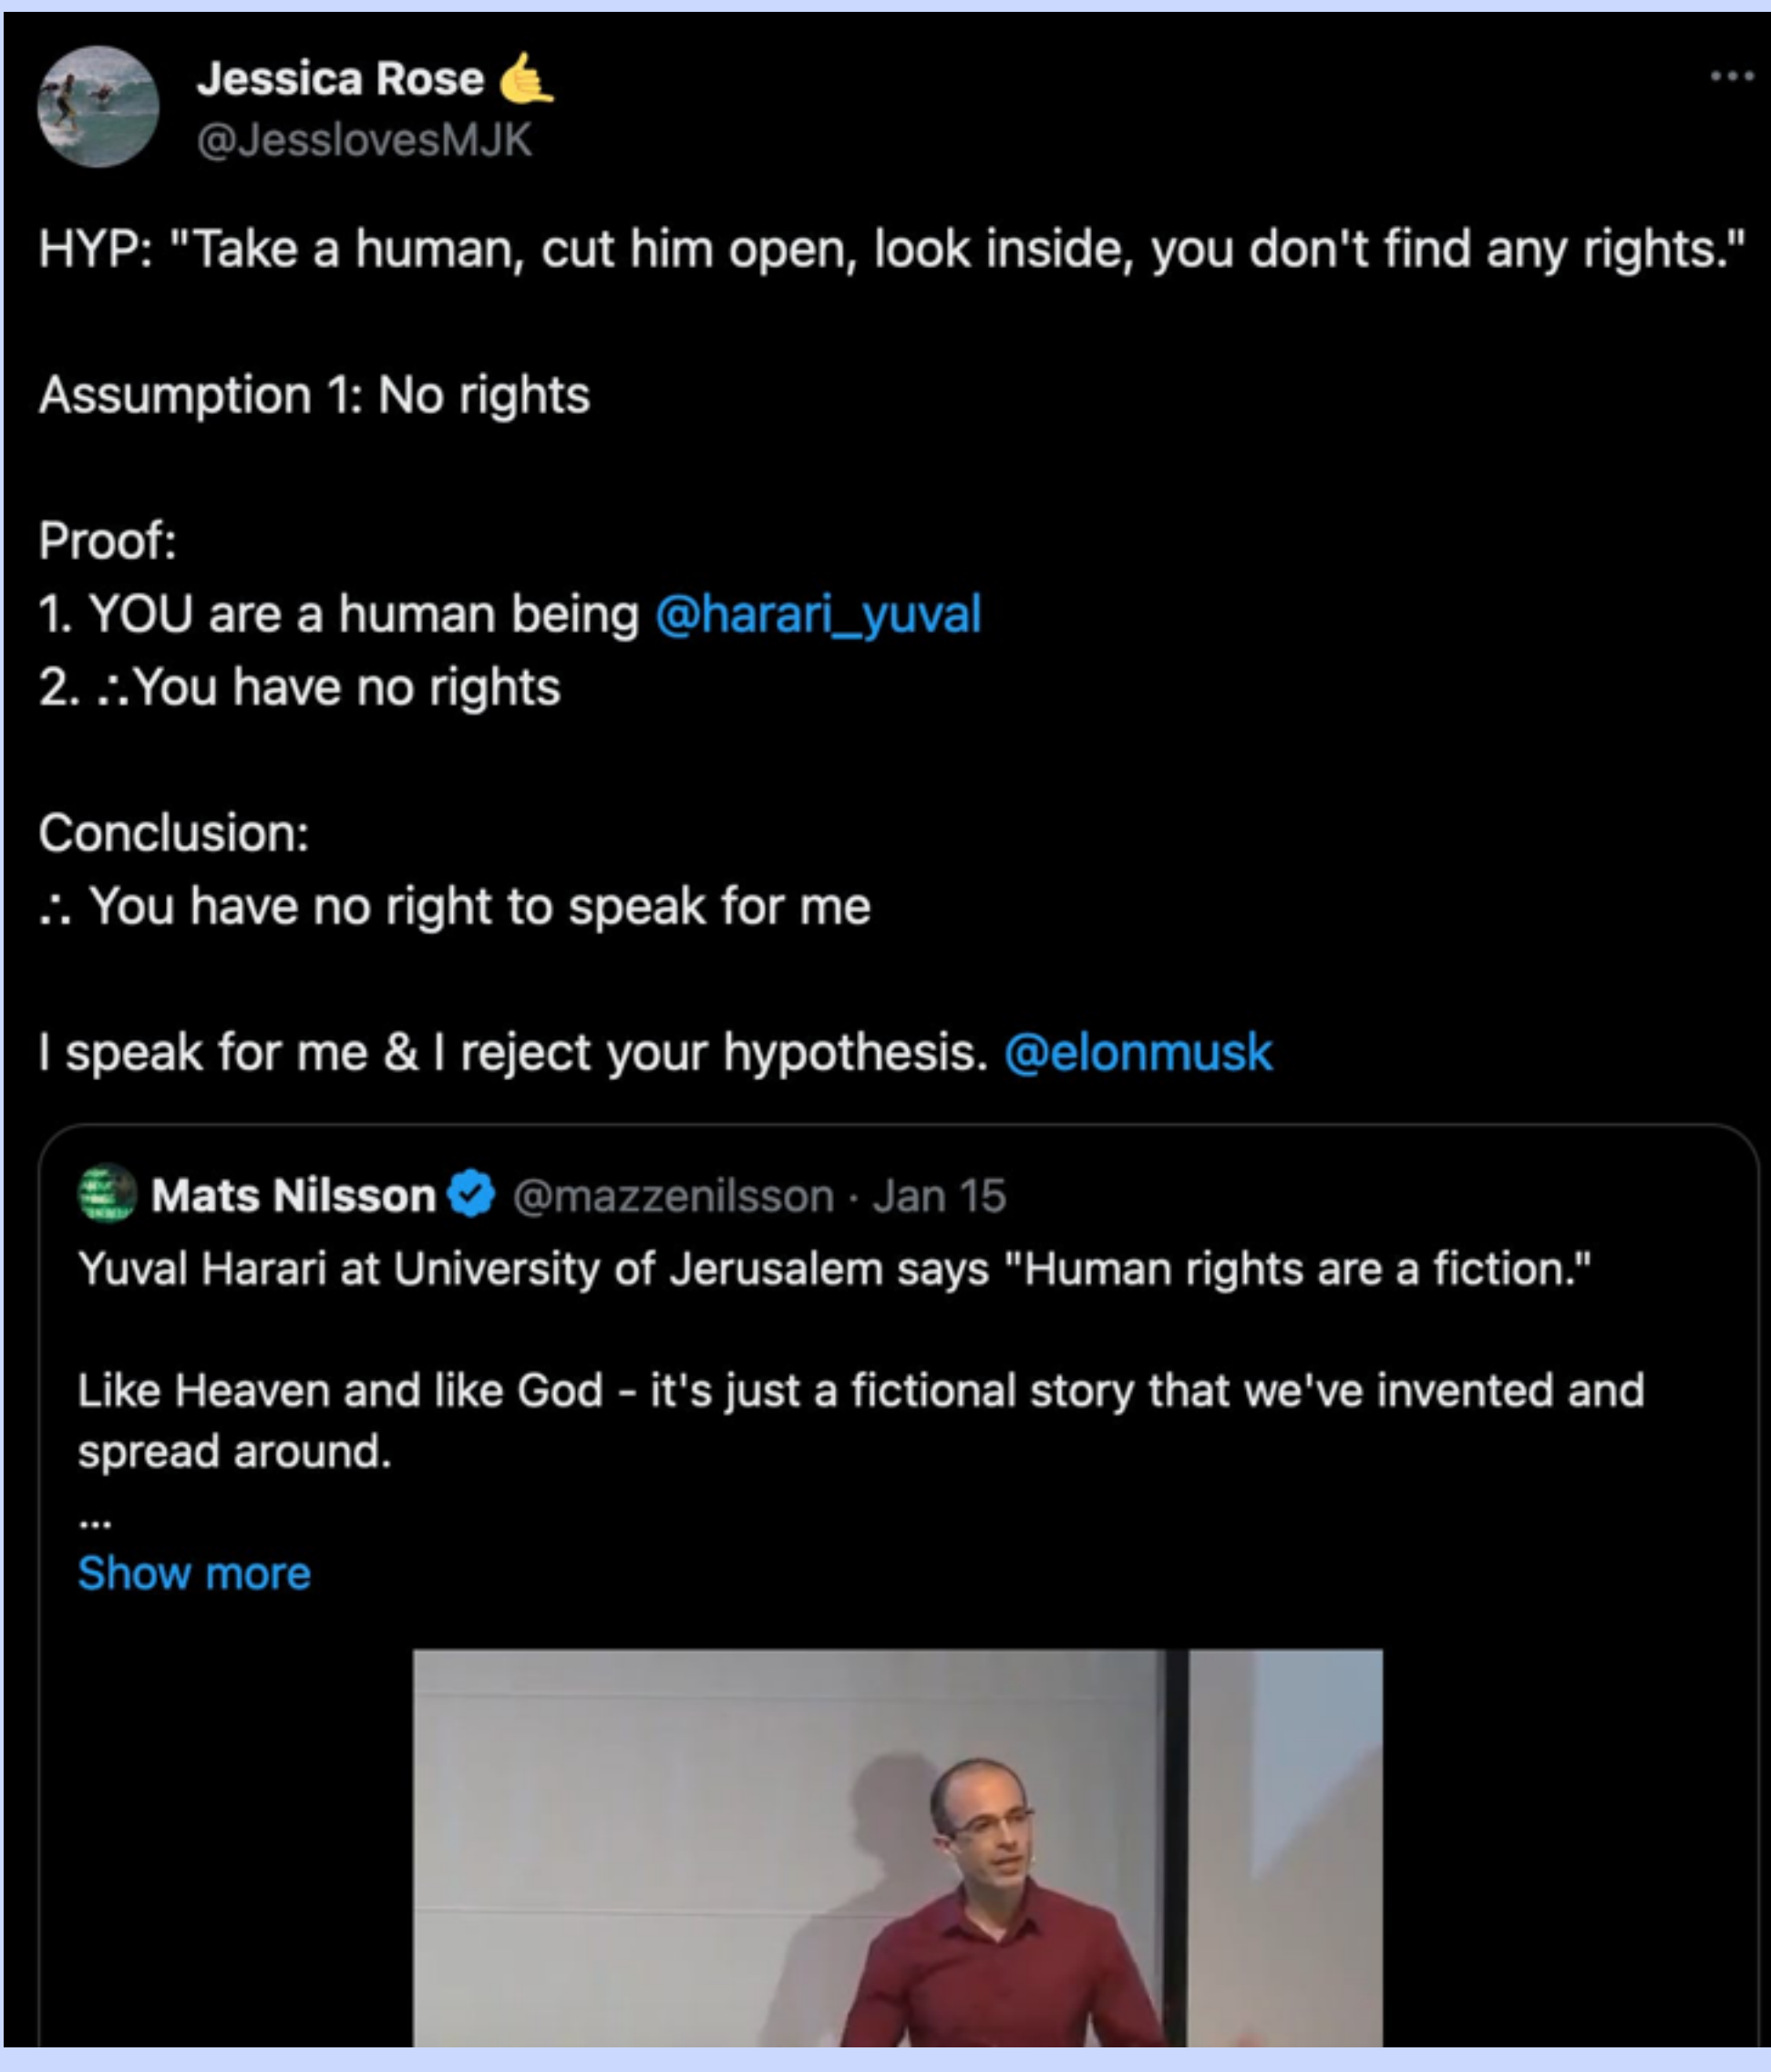 Jessica Rose 🤙
@JesslovesMJK
HYP: "Take a human, cut him open, look inside, you don't find any rights."
Assumption 1: No rights
Proof:
1. YOU are a human being @harari_yuval
2. ∴You have no rights
Conclusion:
∴ You have no right to speak for me
I speak for me & I reject your hypothesis. @elonmusk
Mats Nilsson @mazzenilsson · Jan 15
Yuval Harari at University of Jerusalem says "Human rights are a fiction."
Like Heaven and like God - it's just a fictional story that we've invented and
spread around.
...
Show more